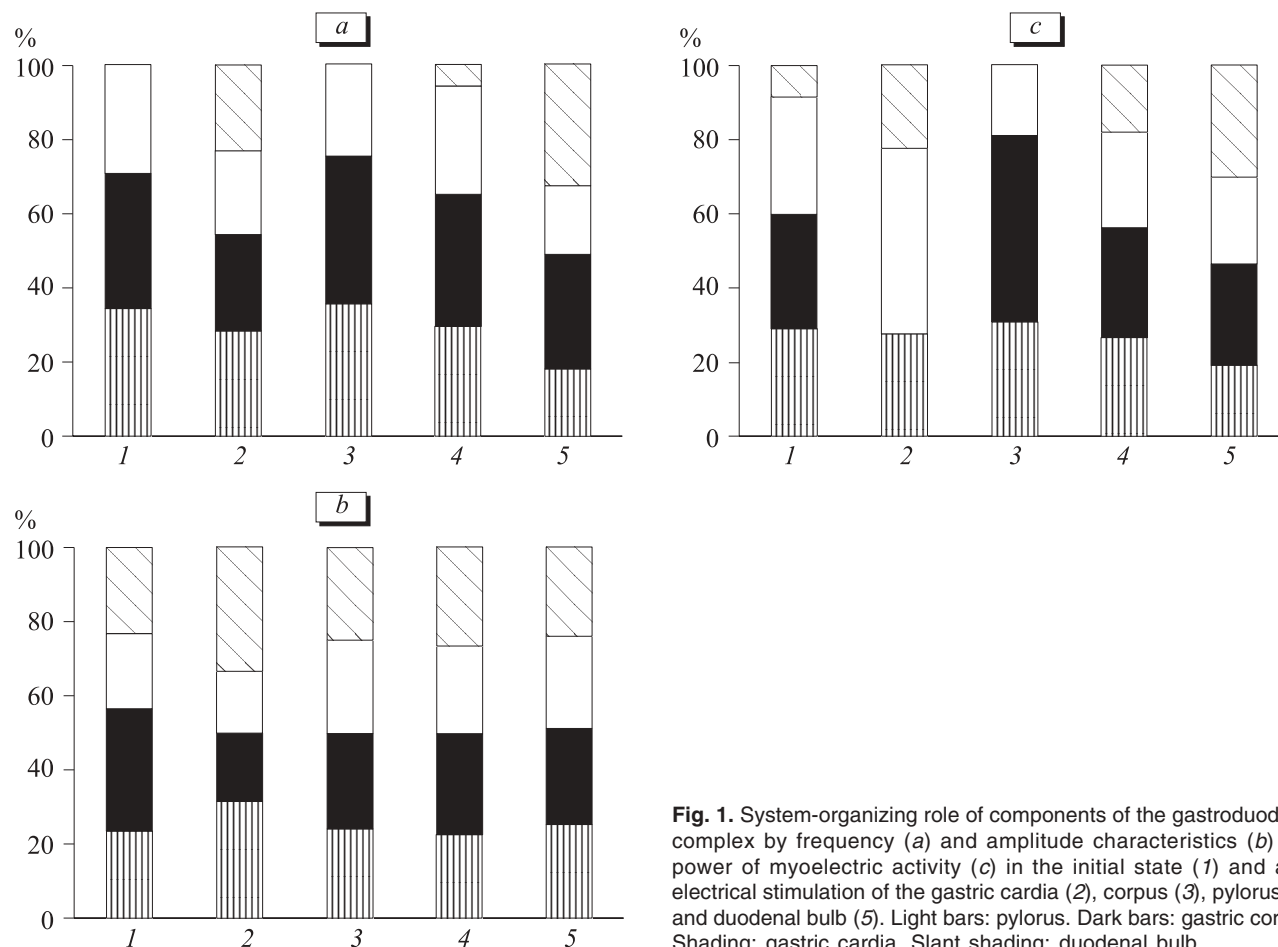 a
%
100
80
60
40
20
0
1 2 3 4 5
c
%
100
80
60
40
20
0
1 2 3 4 5
b
%
100
80
60
40
20
0
1 2 3 4 5
Fig. 1. System-organizing role of components of the gastroduod
complex by frequency (a) and amplitude characteristics (b)
power of myoelectric activity (c) in the initial state (1) and a
electrical stimulation of the gastric cardia (2), corpus (3), pylorus
and duodenal bulb (5). Light bars: pylorus. Dark bars: gastric cor
Shading: gastric cardia. Slant shading: duodenal bulb.